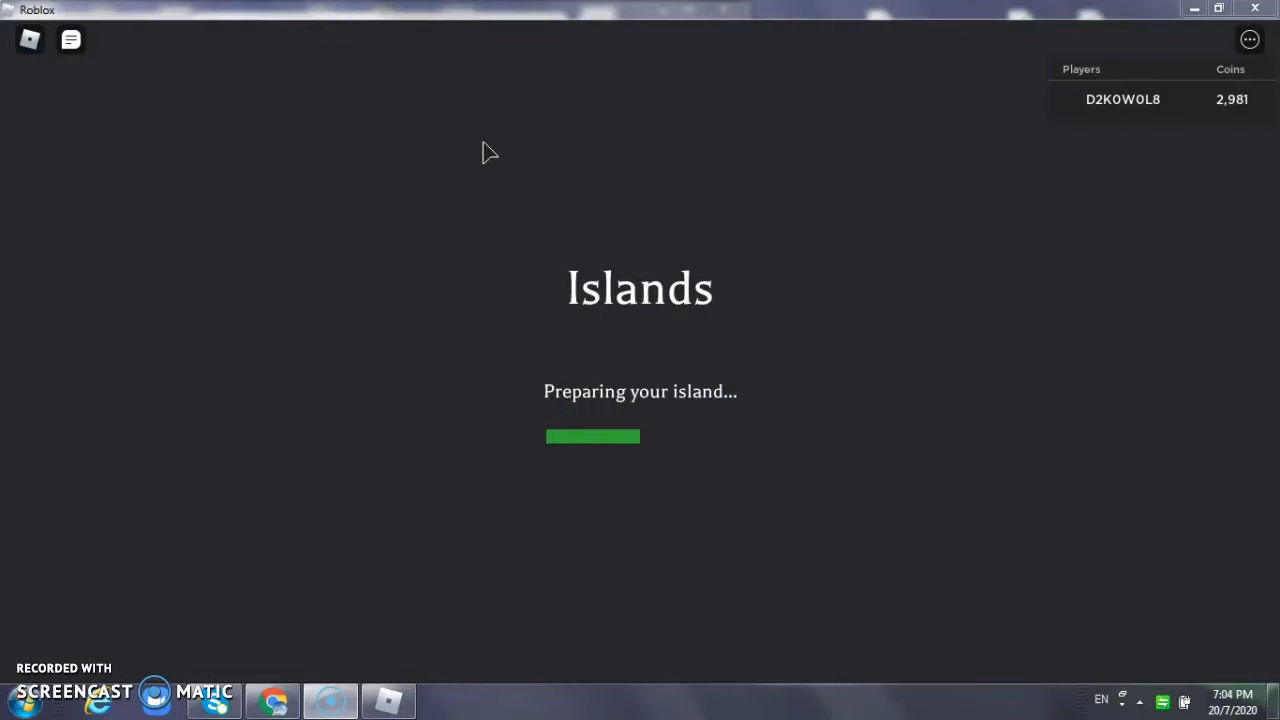 Roblox
Players Coins
D2K0W0L8 2,981
Islands
Preparing your island...
RECORDED WITH
SCREENCAST MATIC
EN
7:04 PM
20/7/2020